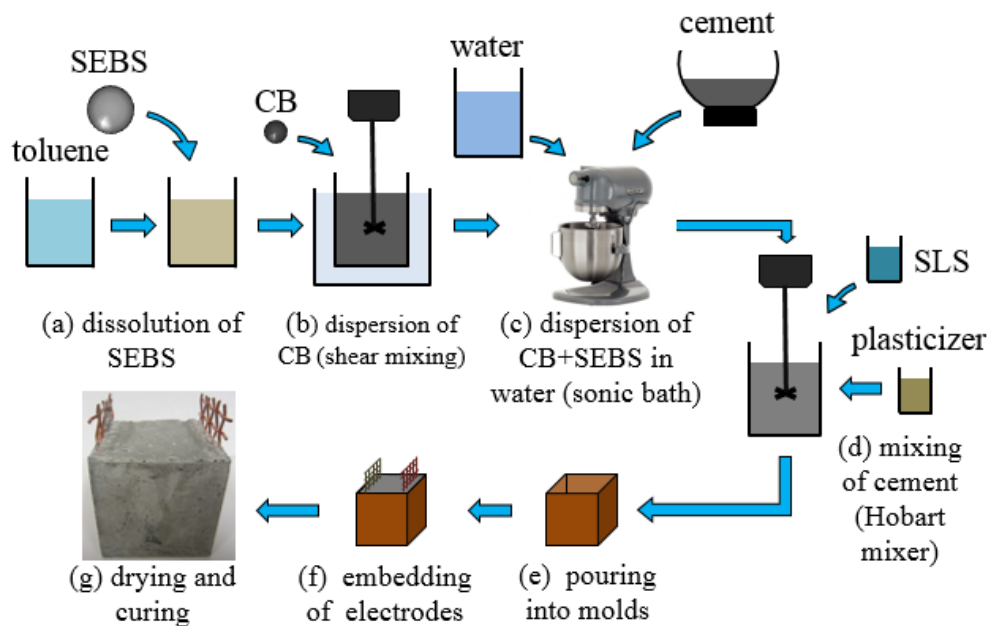 SEBS
toluene
CB
water
cement
(a) dissolution of
SEBS
(b) dispersion of
CB (shear mixing)
(c) dispersion of
CB+SEBS in
water (sonic bath)
SLS
plasticizer
(d) mixing
of cement
(Hobart
mixer)
(e) pouring
into molds
(f) embedding
of electrodes
(g) drying and
curing